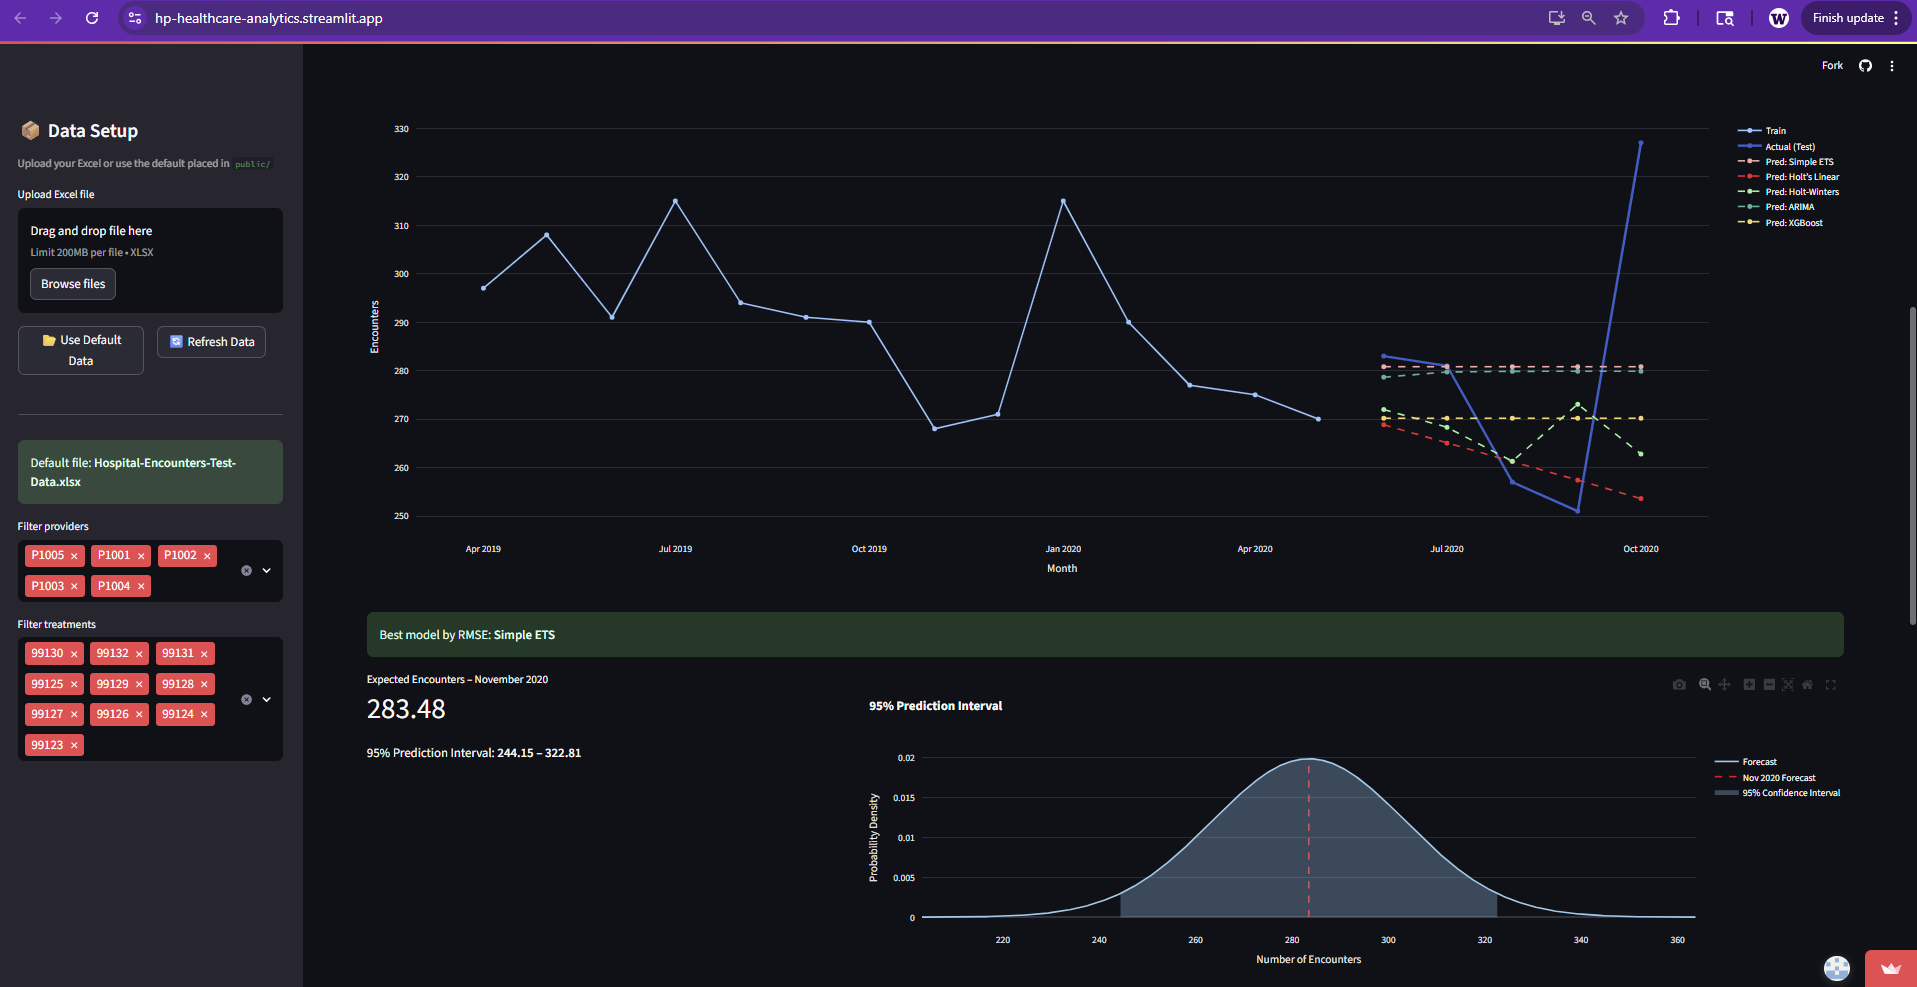 hp-healthcare-analytics.streamlit.app
W
Finish update
Fork
Data Setup
Upload your Excel or use the default placed in public/
Upload Excel file
Drag and drop file here
Limit 200MB per file • XLSX
Browse files
Use Default
Data
Refresh Data
Default file: Hospital-Encounters-Test-
Data.xlsx
Filter providers
P1005 × P1001 × P1002 ×
P1003 × P1004 ×
Filter treatments
99130 × 99132 × 99131 ×
99125 × 99129 × 99128 ×
99127 × 99126 × 99124 ×
99123 ×
330
320
310
300
290
280
270
260
250
Encounters
Apr 2019 Jul 2019 Oct 2019 Jan 2020 Apr 2020 Jul 2020 Oct 2020
Month
Train
Actual (Test)
Pred: Simple ETS
Pred: Holt's Linear
Pred: Holt-Winters
Pred: ARIMA
Pred: XGBoost
Best model by RMSE: Simple ETS
Expected Encounters – November 2020
283.48
95% Prediction Interval: 244.15 – 322.81
95% Prediction Interval
0.02
0.015
0.01
0.005
0
Probability Density
220 240 260 280 300 320 340 360
Number of Encounters
Forecast
Nov 2020 Forecast
95% Confidence Interval